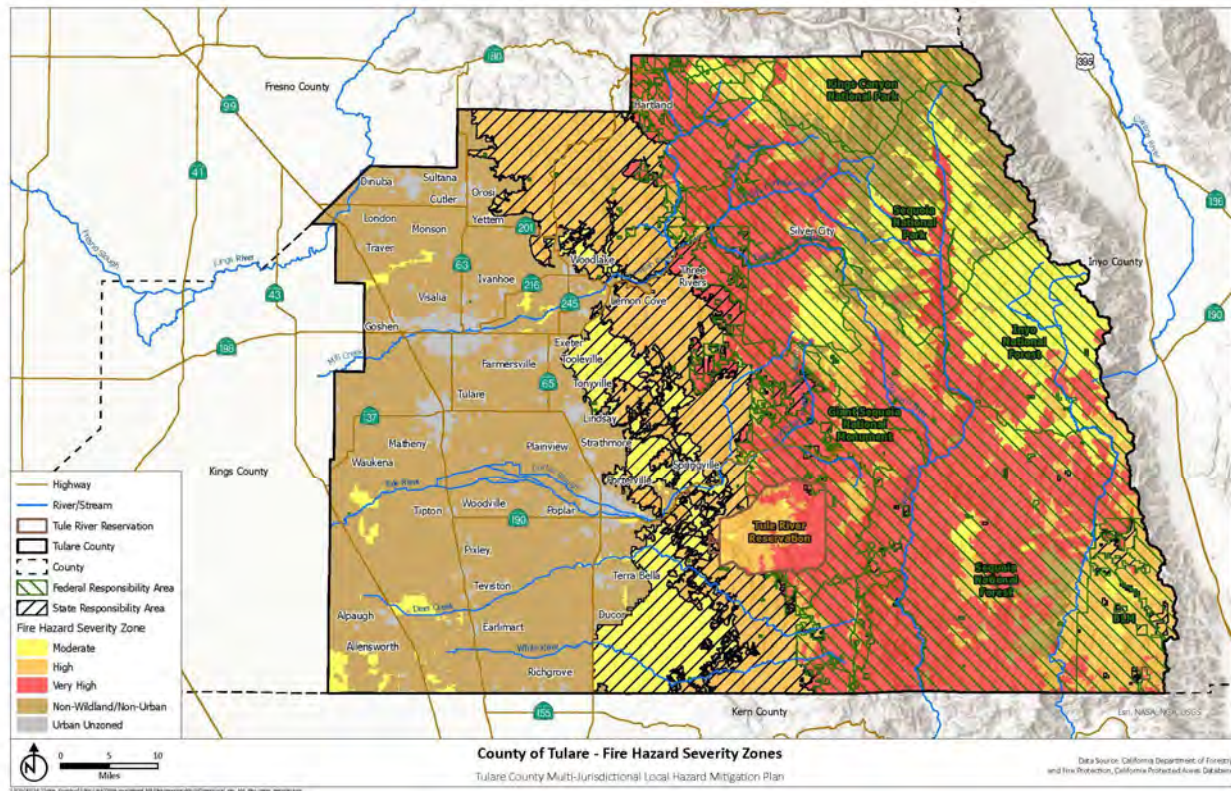 180
395
Fresno County
Kings Canyon
National Park
99
Hartland
41
Dinuba
Sultana
Cutler
Orosi
136
London
Monson
Yettem
201
Sequoia
National
Park
Silver City
Traver
Fresno Slough
Kings River
63
Woodlake
Inyo County
Ivanhoe
216
Three
Rivers
43
Visalia
245
Lemon Cove
190
Goshen
Inyo
National
Forest
198
Mill Creek
Exeter
Tooleville
Farmersville
65
Tonyville
Tulare
137
Lindsay
Giant Sequoia
National
Monument
Matheny
Plainview
Strathmore
Waukena
Springville
Kings County
Porterville
Tule River
Woodville
Poplar
Tipton
190
Tule River
Reservation
Pixley
Sequoia
National
Forest
Teviston
Terra Bella
Alpaugh
Deer Creek
Ducor
BLM
Earlimart
Allensworth
White River
Richgrove
155
Kern County
Esri, NASA, NGA, USGS
Highway
River/Stream
Tule River Reservation
Tulare County
County
Federal Responsibility Area
State Responsibility Area
Fire Hazard Severity Zone
Moderate
High
Very High
Non-Wildland/Non-Urban
Urban Unzoned
N
0 5 10
Miles
County of Tulare - Fire Hazard Severity Zones
Tulare County Multi-Jurisdictional Local Hazard Mitigation Plan
Data Source: California Department of Forestry
and Fire Protection, California Protected Areas Database